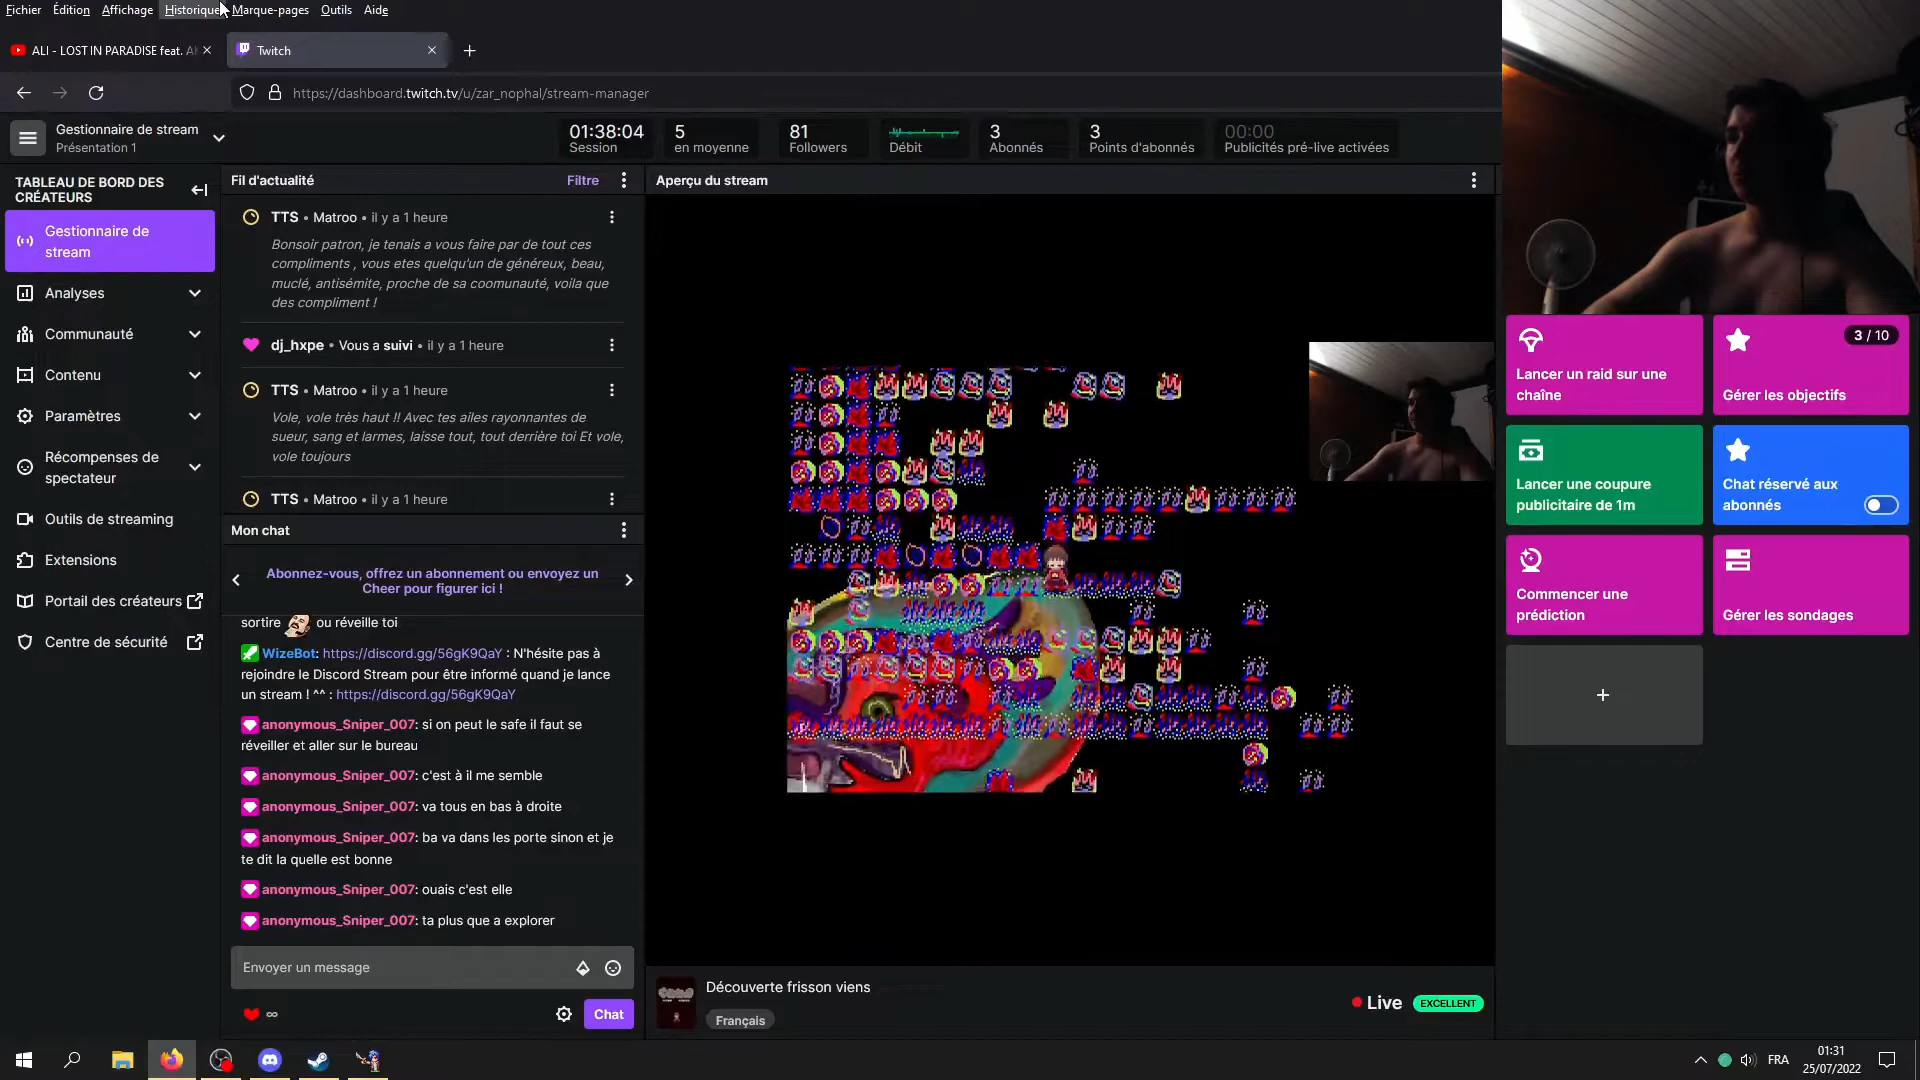 Fichier Édition Affichage Historique Marque-pages Outils Aide
ALI - LOST IN PARADISE feat. Twitch
https://dashboard.twitch.tv/u/zar_nophal/stream-manager
Gestionnaire de stream
Présentation 1
01:38:04
Session
5
en moyenne
81
Followers
Débit
3
Abonnés
3
Points d'abonnés
00:00
Publicités pré-live activées
TABLEAU DE BORD DES
CRÉATEURS
Gestionnaire de
stream
Analyses
Communauté
Contenu
Paramètres
Récompenses de
spectateur
Outils de streaming
Extensions
Portail des créateurs
Centre de sécurité
Fil d'actualité Filtre
TTS • Matroo • il y a 1 heure
Bonsoir patron, je tenais a vous faire par de tout ces
compliments , vous etes quelqu'un de généreux, beau,
muclé, antisémite, proche de sa coomunauté, voila que
des compliment !
dj_hxpe • Vous a suivi • il y a 1 heure
TTS • Matroo • il y a 1 heure
Vole, vole très haut !! Avec tes ailes rayonnantes de
sueur, sang et larmes, laisse tout, tout derrière toi Et vole,
vole toujours
TTS • Matroo • il y a 1 heure
Mon chat
Abonnez-vous, offrez un abonnement ou envoyez un
Cheer pour figurer ici !
sortire ou réveille toi
WizeBot: https://discord.gg/56gK9QaY : N'hésite pas à
rejoindre le Discord Stream pour être informé quand je lance
un stream ! ^^ : https://discord.gg/56gK9QaY
anonymous_Sniper_007: si on peut le safe il faut se
réveiller et aller sur le bureau
anonymous_Sniper_007: c'est à il me semble
anonymous_Sniper_007: va tous en bas à droite
anonymous_Sniper_007: ba va dans les porte sinon et je
te dit la quelle est bonne
anonymous_Sniper_007: ouais c'est elle
anonymous_Sniper_007: ta plus que a explorer
Envoyer un message
∞
Chat
Aperçu du stream
Découverte frisson viens
Français
Live EXCELLENT
Lancer un raid sur une
chaîne
3 / 10
Gérer les objectifs
Lancer une coupure
publicitaire de 1m
Chat réservé aux
abonnés
Commencer une
prédiction
Gérer les sondages
FRA
01:31
25/07/2022